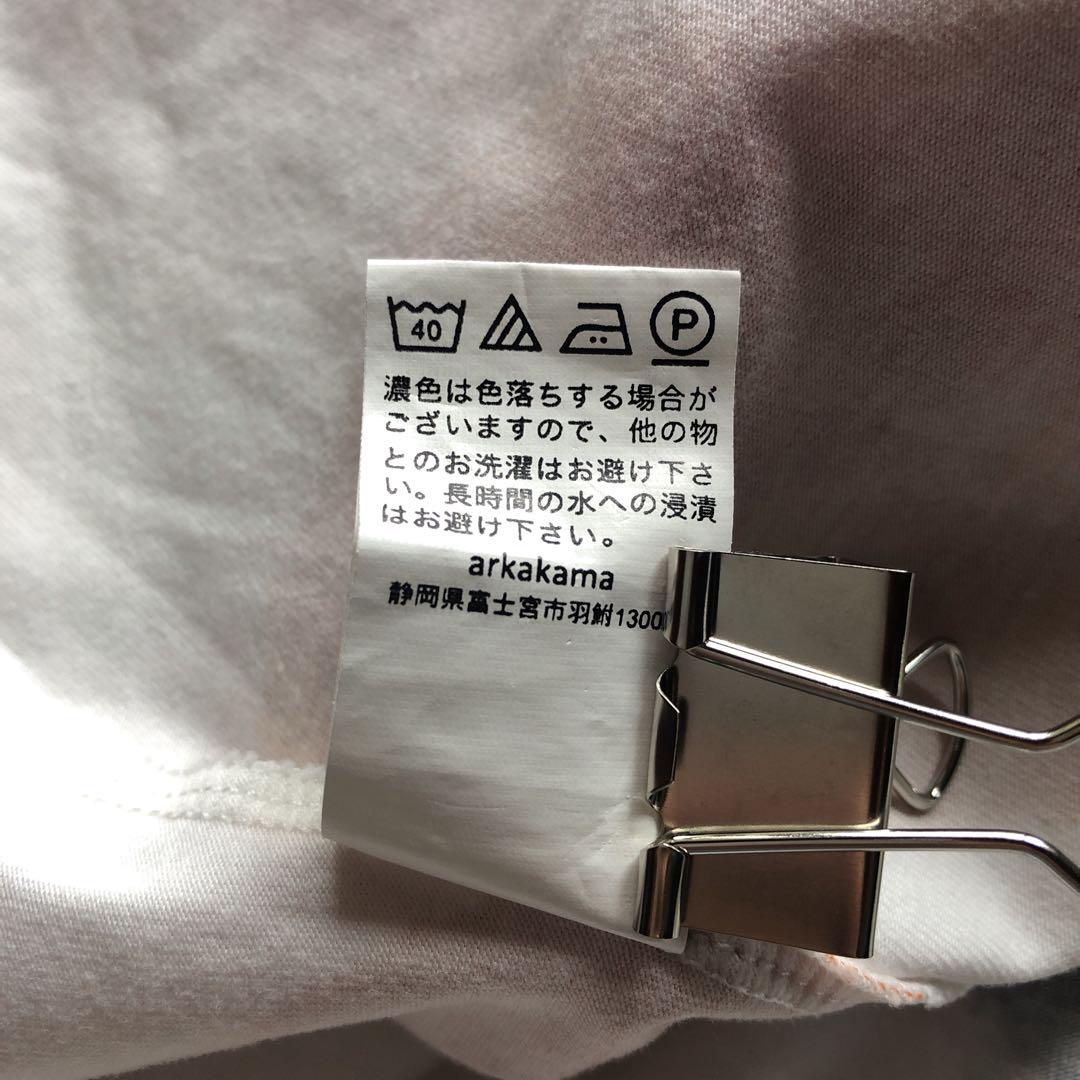 40 P
濃色は色落ちする場合が
ございますので、他の物
とのお洗濯はお避け下さ
い。長時間の水への浸漬
はお避け下さい。
arkakama
静岡県富士宮市羽鮒1300